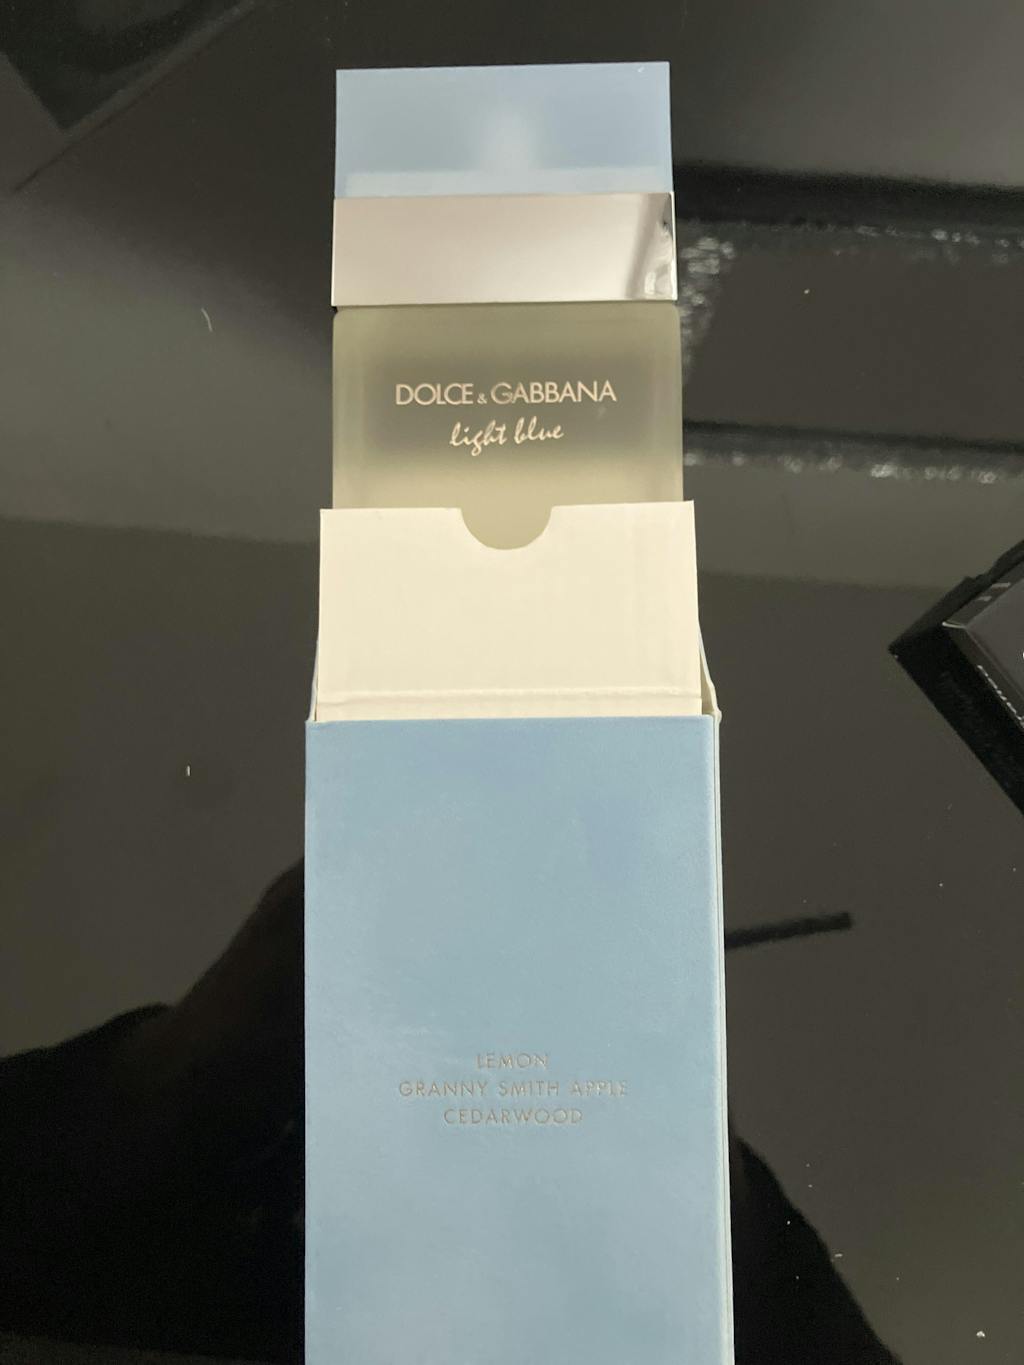 DOLCE & GABBANA
light blue
LEMON
GRANNY SMITH APPLE
CEDARWOOD